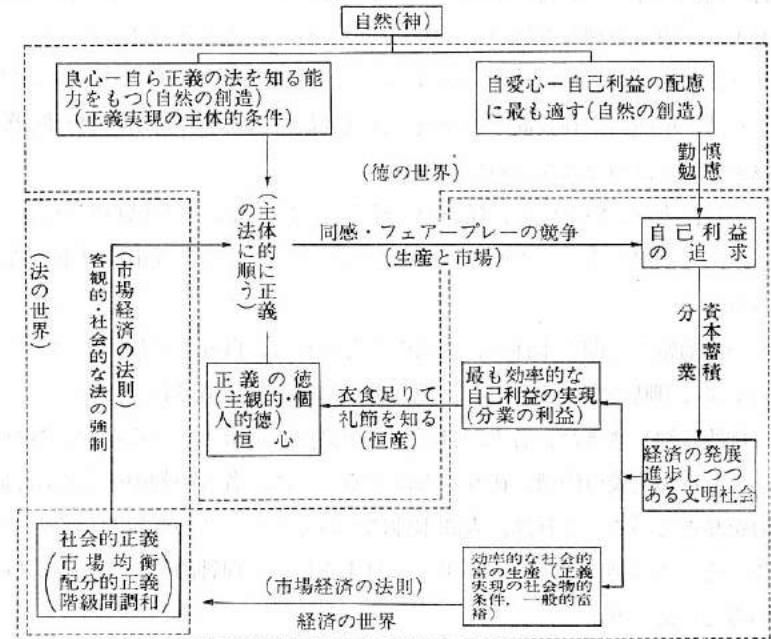 自然(神)
良心－自ら正義の法を知る能
力をもつ(自然の創造)
(正義実現の主体的条件)
自愛心－自己利益の配慮
に最も適す(自然の創造)
慎慮
勤勉
(徳の世界)
(主体的に正義
の法に順う)
同感・フェアープレーの競争
(生産と市場)
自己利益
の追求
(市場経済の法則)
客観的・社会的な法の強制
(法の世界)
資本蓄積
分業
正義の徳
(主観的・個
人的徳)
恒心
衣食足りて
礼節を知る
(恒産)
最も効率的な
自己利益の実現
(分業の利益)
経済の発展
進歩しつつ
ある文明社会
社会的正義
(市場均衡
配分的正義
階級間調和)
(市場経済の法則)
経済の世界
効率的な社会的
富の生産(正義
実現の社会物的
条件，一般的富
裕)